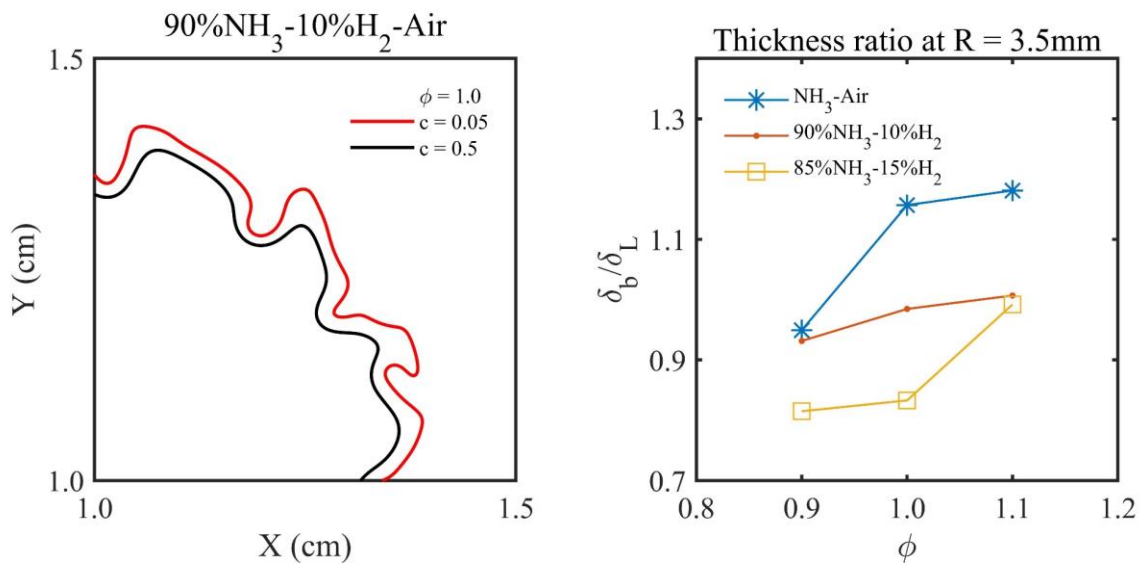 90%NH₃-10%H₂-Air
1.5
Y (cm)
1.0
ϕ = 1.0
c = 0.05
c = 0.5
1.0
1.5
X (cm)
Thickness ratio at R = 3.5mm
NH₃-Air
90%NH₃-10%H₂
85%NH₃-15%H₂
δb/δL
1.3
1.1
0.9
0.7
0.8
0.9
1.0
1.1
1.2
ϕ